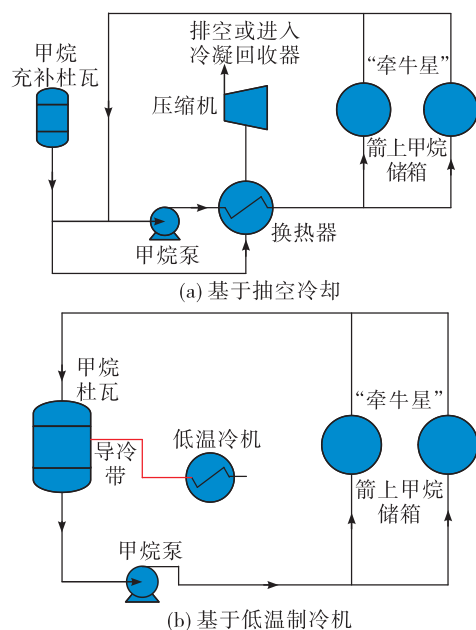 甲烷
充补杜瓦
排空或进入
冷凝回收器
压缩机
“牵牛星”
箭上甲烷
储箱
换热器
甲烷泵
(a) 基于抽空冷却
甲烷
杜瓦
导冷
带
低温冷机
“牵牛星”
箭上甲烷
储箱
甲烷泵
(b) 基于低温制冷机